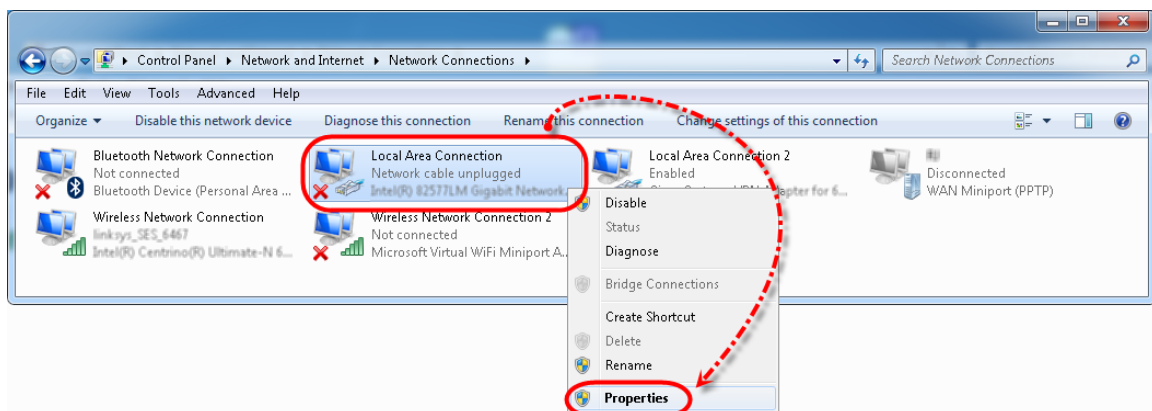 Control Panel ▸ Network and Internet ▸ Network Connections ▸
Search Network Connections
File Edit View Tools Advanced Help
Organize Disable this network device Diagnose this connection Rename this connection Change settings of this connection
Bluetooth Network Connection
Not connected
Bluetooth Device (Personal Area ...
Local Area Connection
Network cable unplugged
Intel(R) 82577LM Gigabit Network...
Local Area Connection 2
Enabled
Adapter for 6...
Disconnected
WAN Miniport (PPTP)
Wireless Network Connection
linksys_SES_6467
Intel(R) Centrino(R) Ultimate-N 6...
Wireless Network Connection 2
Not connected
Microsoft Virtual WiFi Miniport A...
Disable
Status
Diagnose
Bridge Connections
Create Shortcut
Delete
Rename
Properties